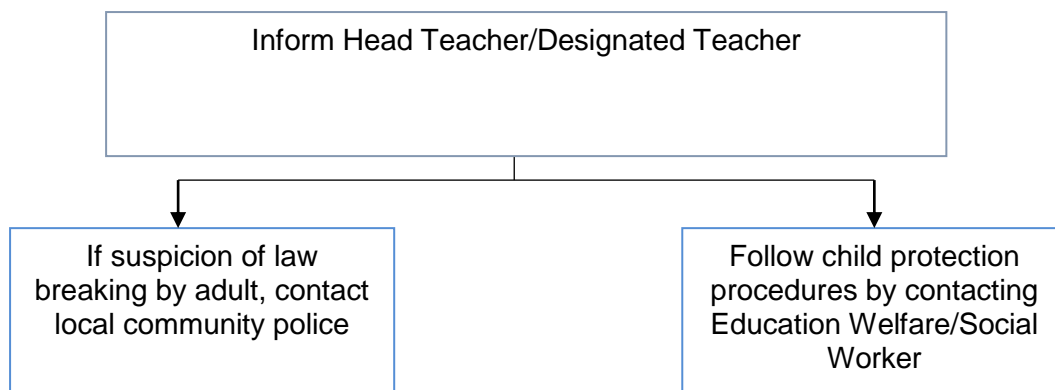 Inform Head Teacher/Designated Teacher
If suspicion of law
breaking by adult, contact
local community police
Follow child protection
procedures by contacting
Education Welfare/Social
Worker